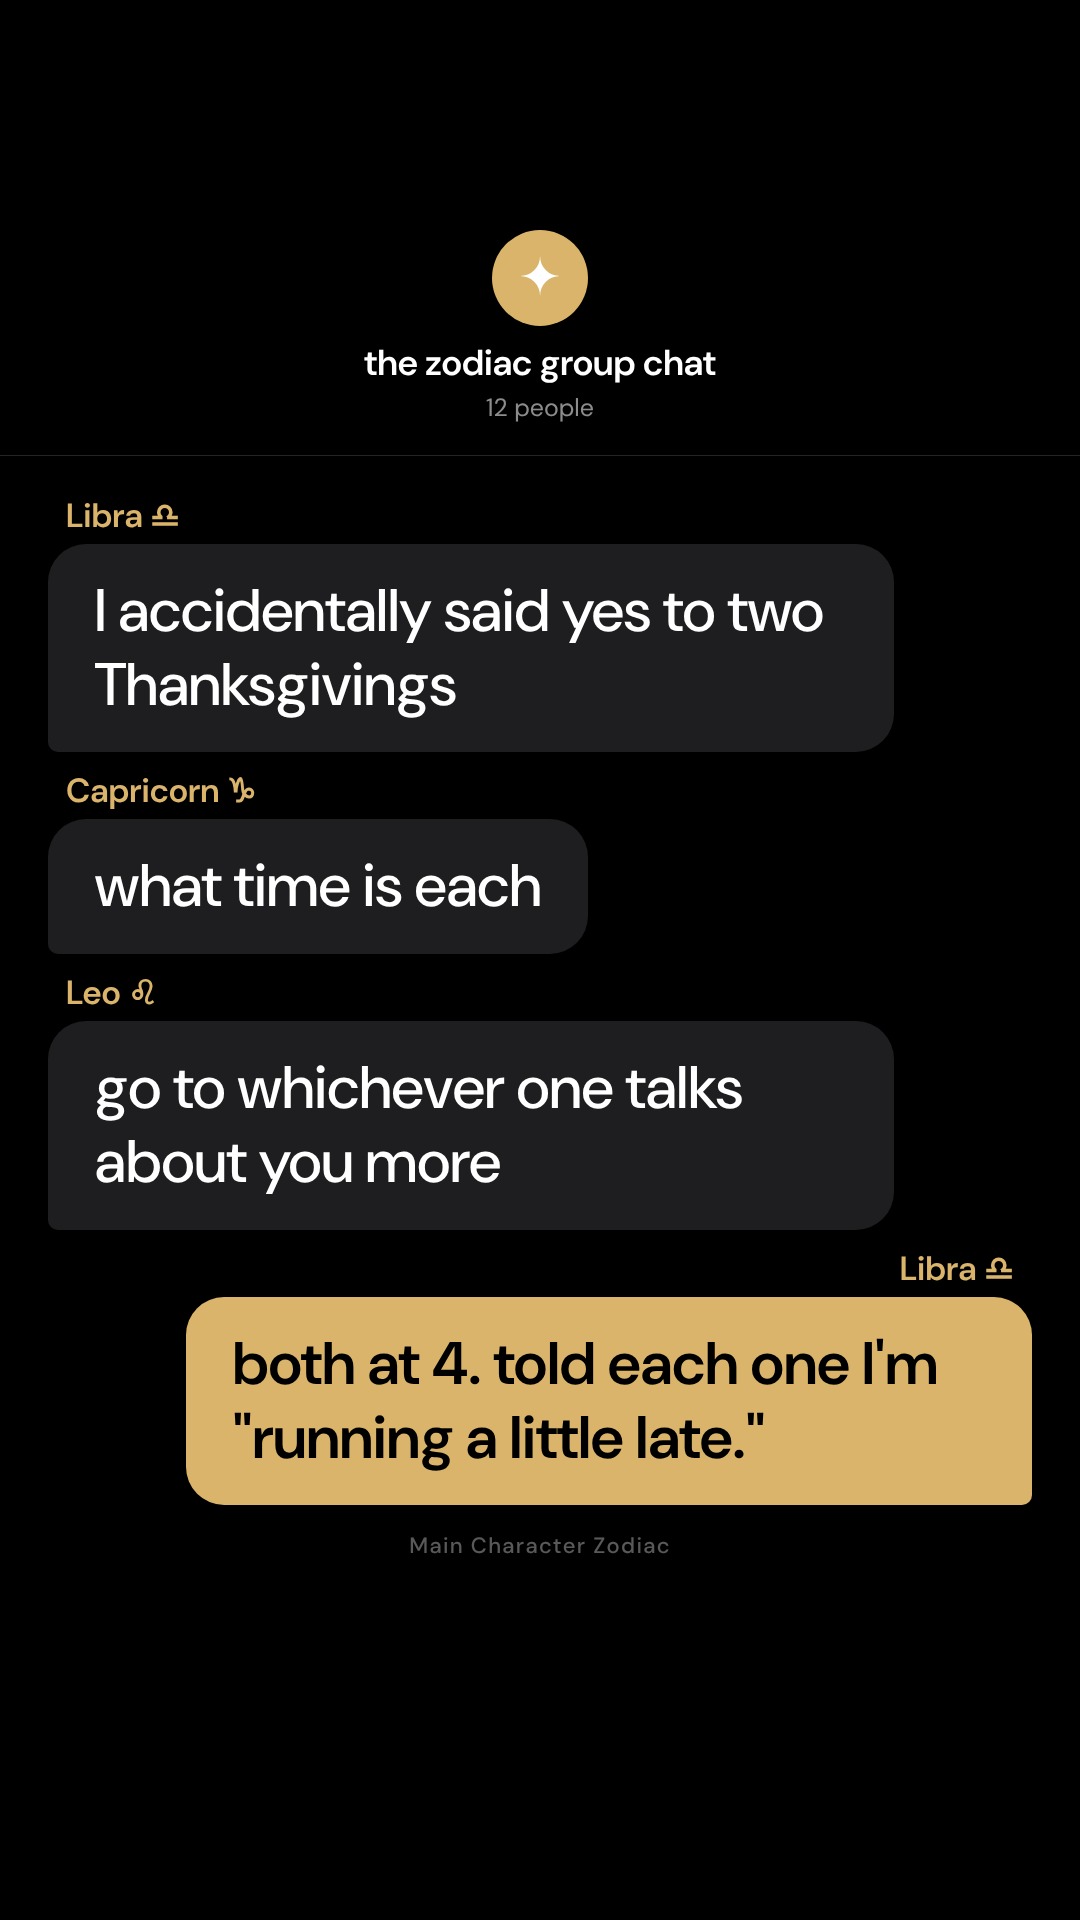 the zodiac group chat
12 people
Libra ♎︎
I accidentally said yes to two
Thanksgivings
Capricorn ♑︎
what time is each
Leo ♌︎
go to whichever one talks
about you more
Libra ♎︎
both at 4. told each one I'm
"running a little late."
Main Character Zodiac